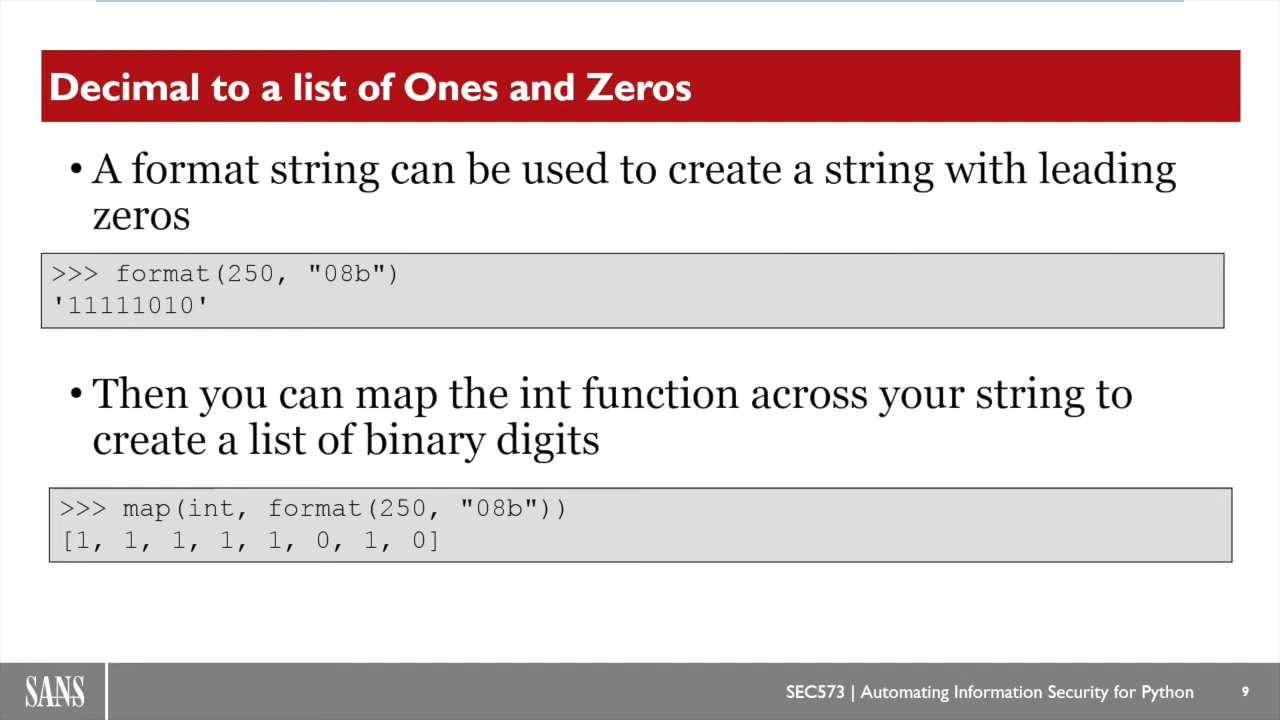 Decimal to a list of Ones and Zeros
• A format string can be used to create a string with leading
zeros
>>> format(250, "08b")
'11111010'
• Then you can map the int function across your string to
create a list of binary digits
>>> map(int, format(250, "08b"))
[1, 1, 1, 1, 1, 0, 1, 0]
SANS
SEC573 | Automating Information Security for Python
9